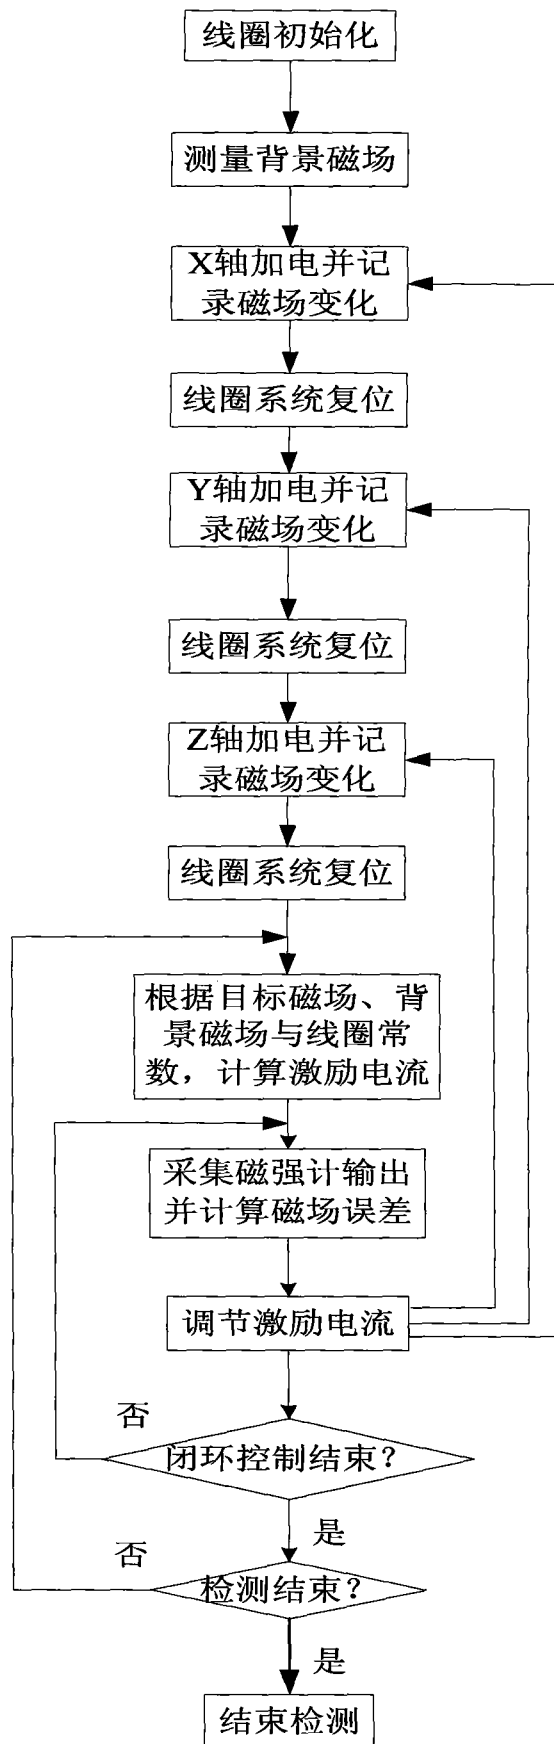 线圈初始化
测量背景磁场
X轴加电并记
录磁场变化
线圈系统复位
Y轴加电并记
录磁场变化
线圈系统复位
Z轴加电并记
录磁场变化
线圈系统复位
根据目标磁场、背
景磁场与线圈常
数，计算激励电流
采集磁强计输出
并计算磁场误差
调节激励电流
否
闭环控制结束？
是
否
检测结束？
是
结束检测